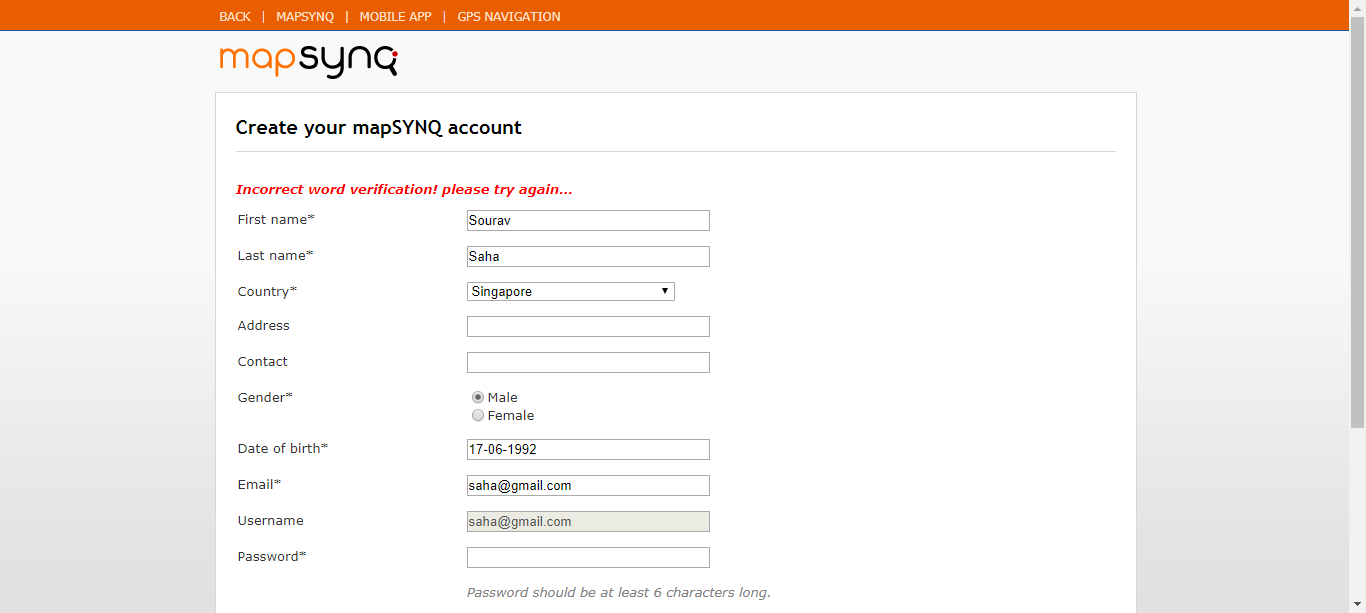 BACK | MAPSYNQ | MOBILE APP | GPS NAVIGATION
mapSYNQ
Create your mapSYNQ account
Incorrect word verification! please try again...
First name* Sourav
Last name* Saha
Country* Singapore
Address
Contact
Gender* Male
Female
Date of birth* 17-06-1992
Email* saha@gmail.com
Username saha@gmail.com
Password*
Password should be at least 6 characters long.